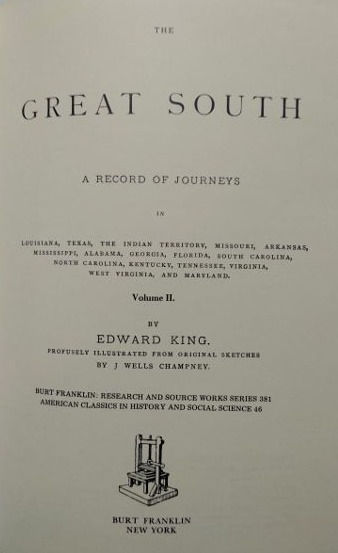 THE
GREAT SOUTH
A RECORD OF JOURNEYS
IN
LOUISIANA, TEXAS, THE INDIAN TERRITORY, MISSOURI, ARKANSAS,
MISSISSIPPI, ALABAMA, GEORGIA, FLORIDA, SOUTH CAROLINA,
NORTH CAROLINA, KENTUCKY, TENNESSEE, VIRGINIA,
WEST VIRGINIA, AND MARYLAND.
Volume II.
BY
EDWARD KING.
PROFUSELY ILLUSTRATED FROM ORIGINAL SKETCHES
BY J WELLS CHAMPNEY.
BURT FRANKLIN: RESEARCH AND SOURCE WORKS SERIES 381
AMERICAN CLASSICS IN HISTORY AND SOCIAL SCIENCE 46
BURT FRANKLIN
NEW YORK